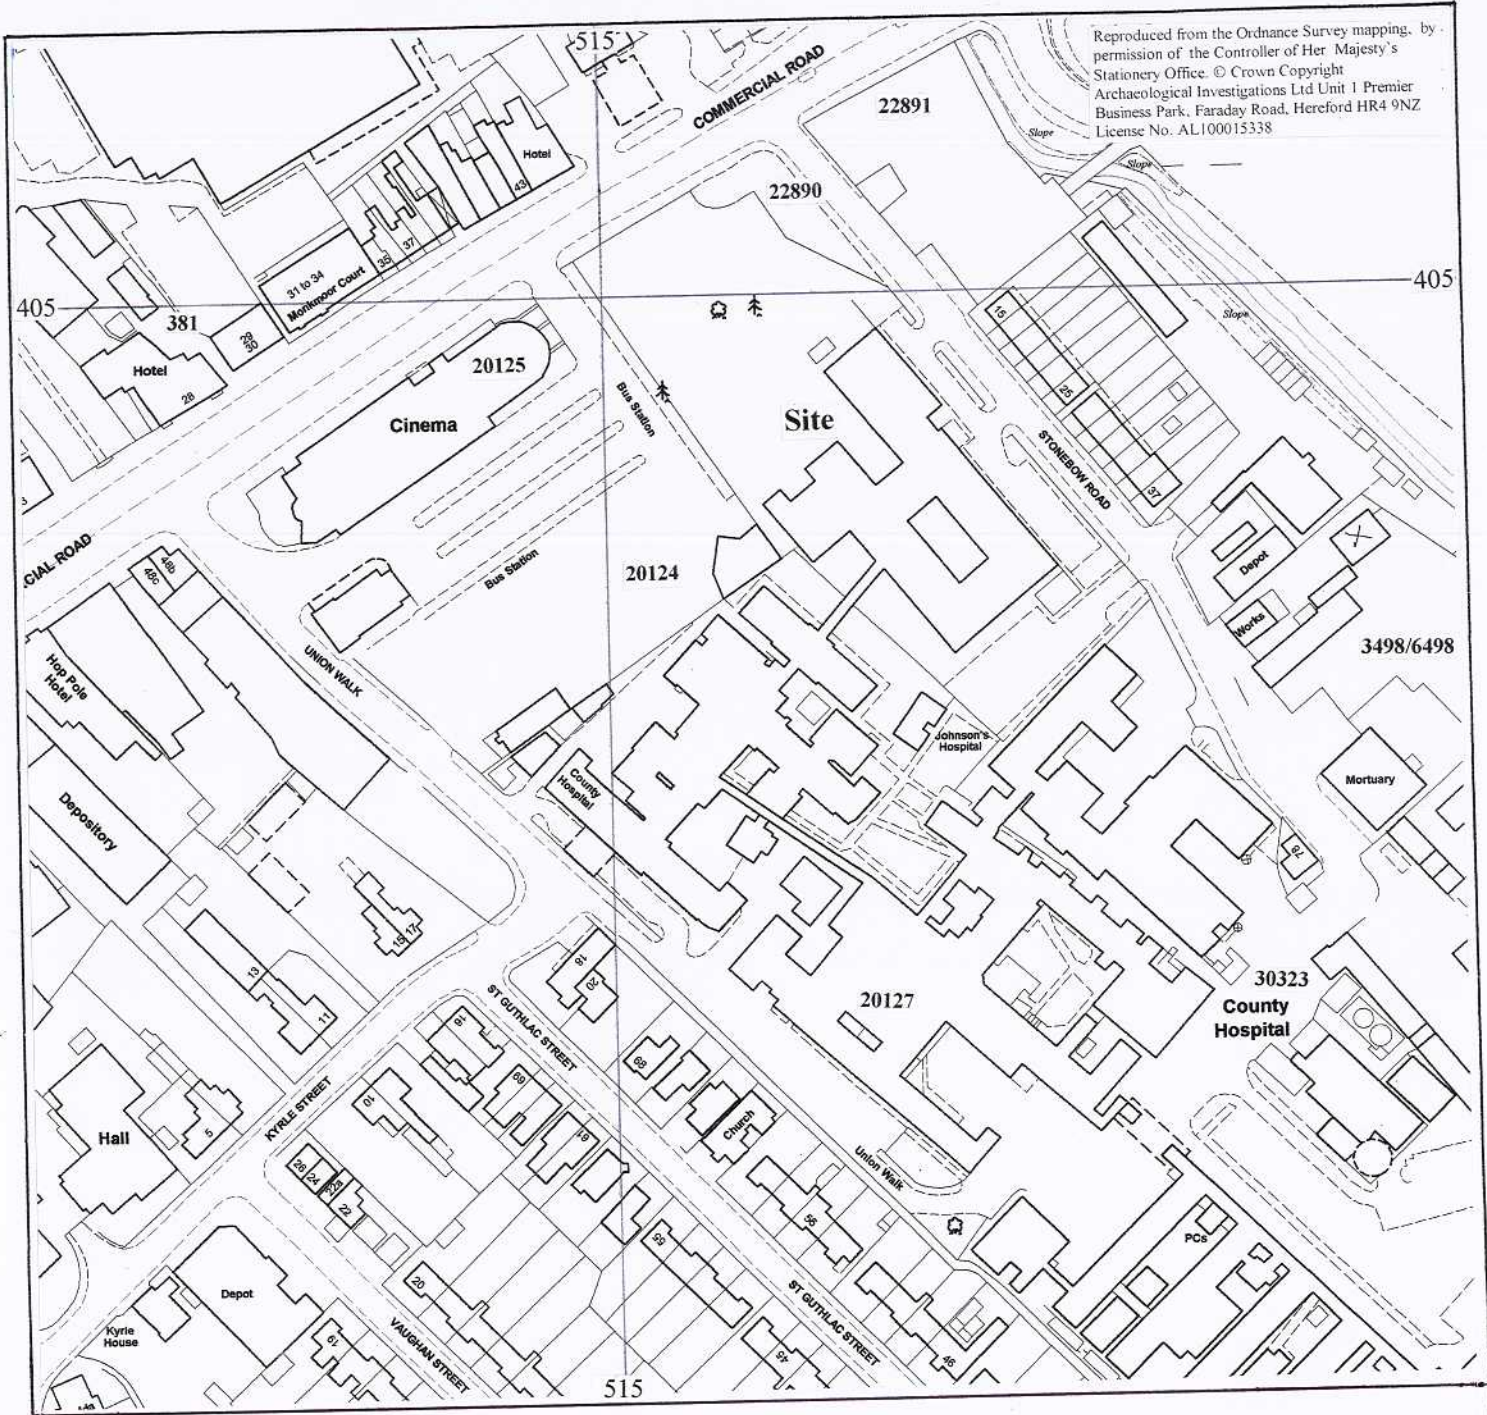 Reproduced from the Ordnance Survey mapping, by
permission of the Controller of Her Majesty's
Stationery Office. © Crown Copyright
Archaeological Investigations Ltd Unit 1 Premier
Business Park, Faraday Road, Hereford HR4 9NZ
License No. AL100015338
515
COMMERCIAL ROAD
22891
Slope
Slope
Hotel
43
22890
37
35
31 to 34
Monkmoor Court
405
405
381
29
30
Hotel
28
20125
Cinema
Bus Station
Site
15
25
37
STONEBOW ROAD
Slope
3
CIAL ROAD
48b
48c
Bus Station
20124
Depot
Works
3498/6498
Hop Pole
Hotel
UNION WALK
Johnson's
Hospital
County
Hospital
Mortuary
78
Depository
15
17
13
11
18
20
20127
30323
County
Hospital
ST GUTHLAC STREET
16
69
68
10
61
Church
KYRLE STREET
Hall
5
26
24
22a
22
Union Walk
56
55
PCs
Depot
Kyrle
House
19
20
VAUGHAN STREET
ST GUTHLAC STREET
45
46
515